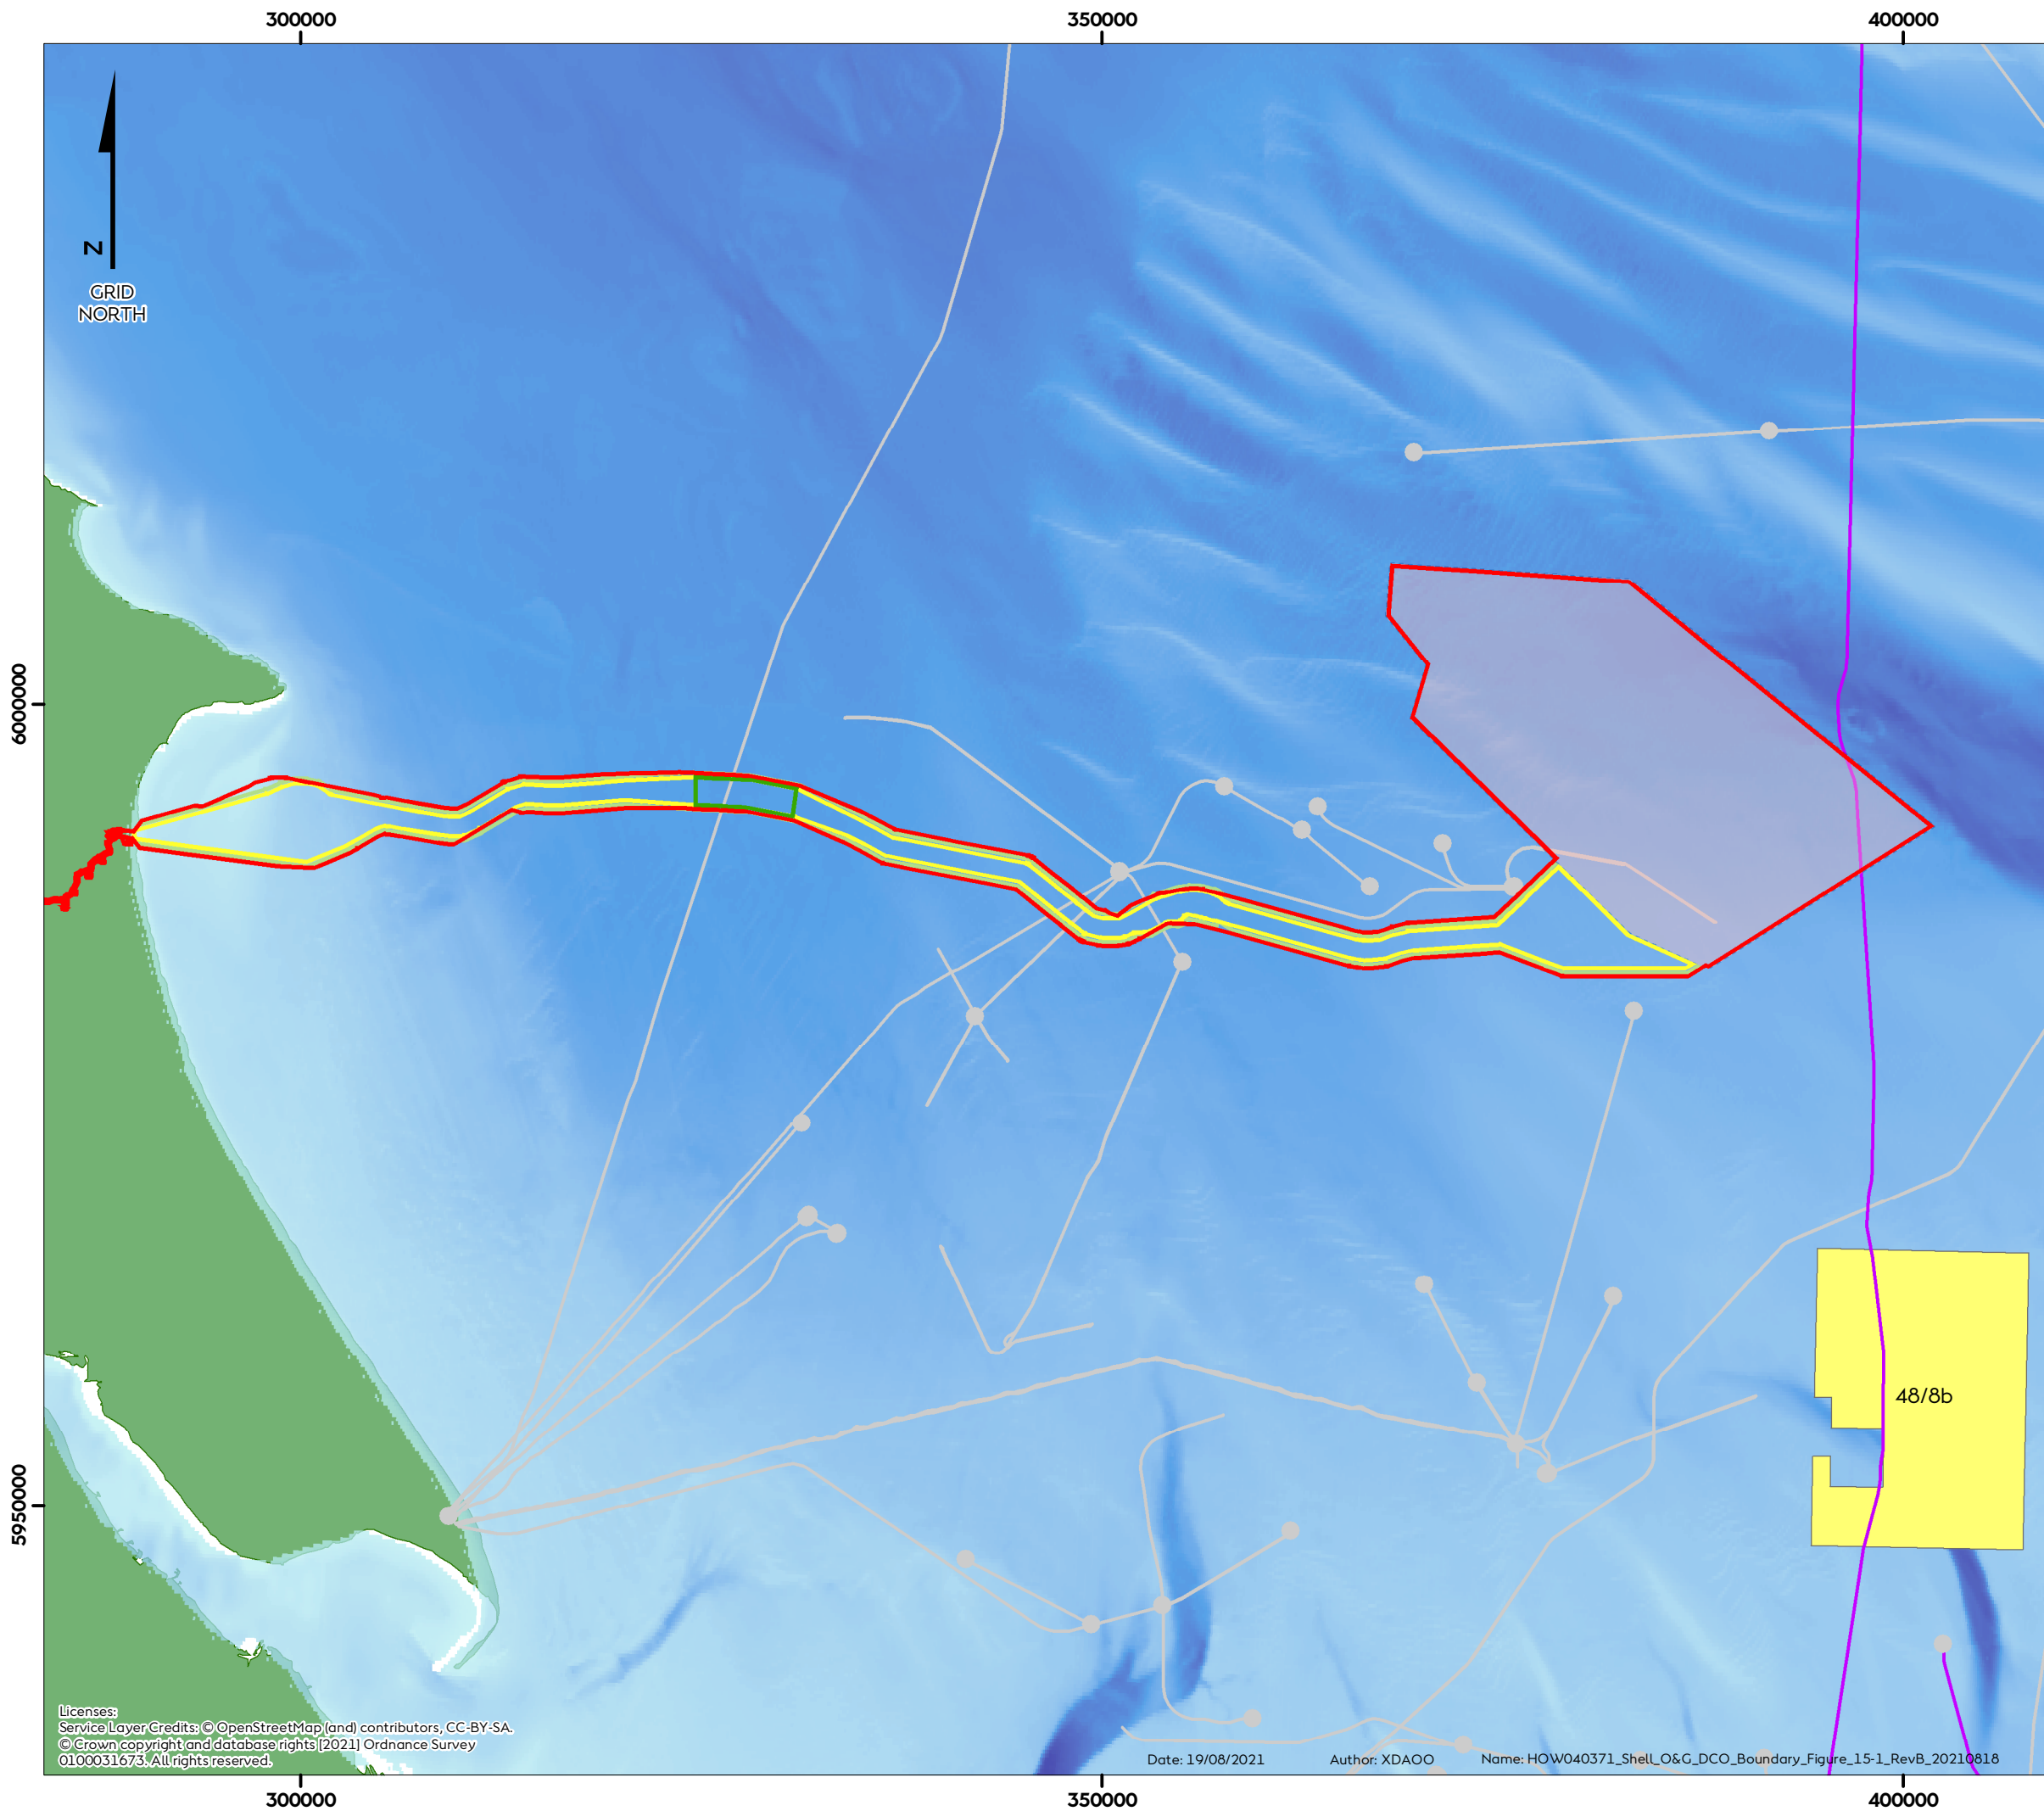 300000
350000
400000
N
GRID
NORTH
6000000
48/8b
5950000
Licenses:
Service Layer Credits: © OpenStreetMap (and) contributors, CC-BY-SA.
© Crown copyright and database rights [2021] Ordnance Survey
0100031673. All rights reserved.
Date: 19/08/2021 Author: XDAOO Name: HOW040371_Shell_O&G_DCO_Boundary_Figure_15-1_RevB_20210818
300000
350000
400000